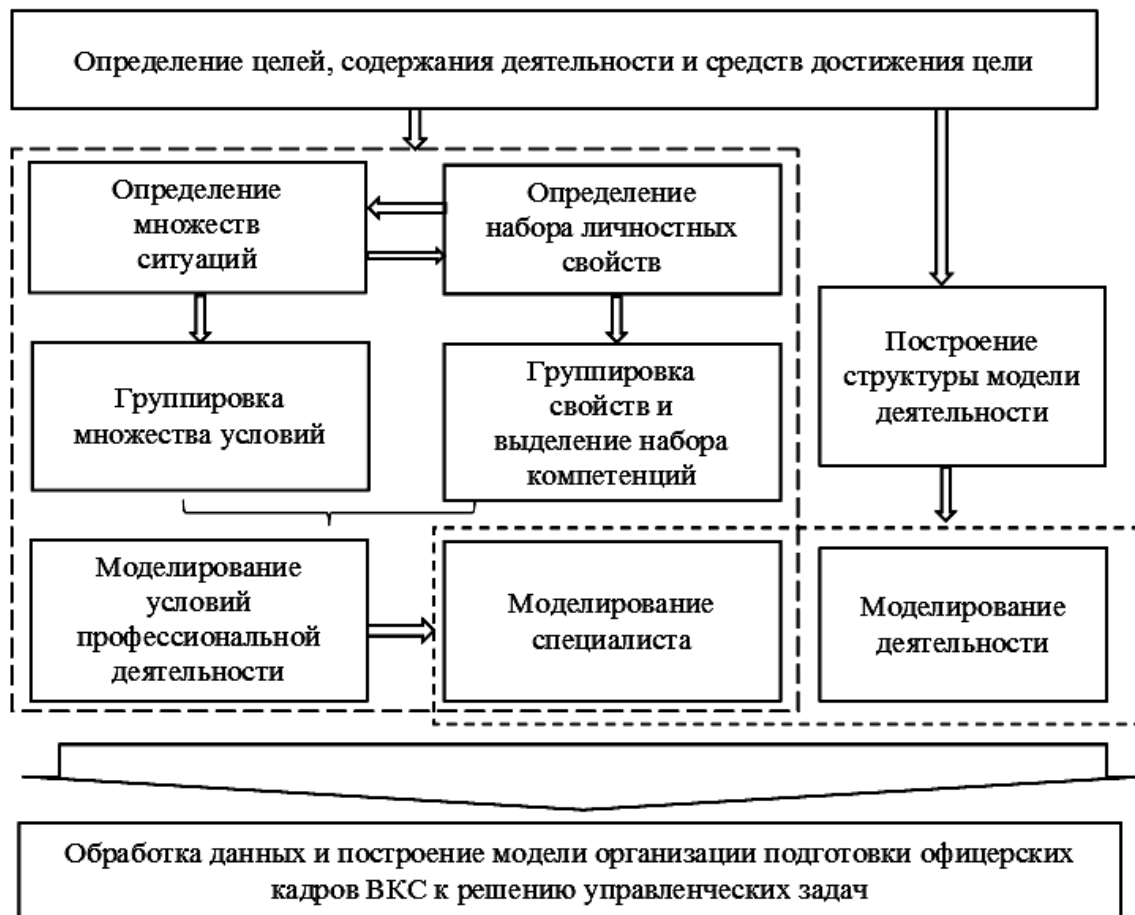 Определение целей, содержания деятельности и средств достижения цели
Определение
множеств
ситуаций
Определение
набора личностных
свойств
Построение
структуры модели
деятельности
Группировка
множества условий
Группировка
свойств и
выделение набора
компетенций
Моделирование
условий
профессиональной
деятельности
Моделирование
специалиста
Моделирование
деятельности
Обработка данных и построение модели организации подготовки офицерских
кадров ВКС к решению управленческих задач